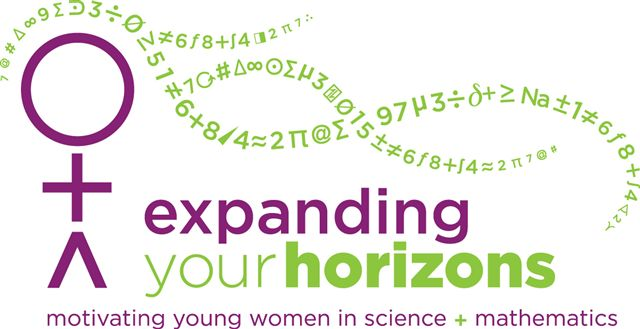 expanding
your horizons
motivating young women in science + mathematics